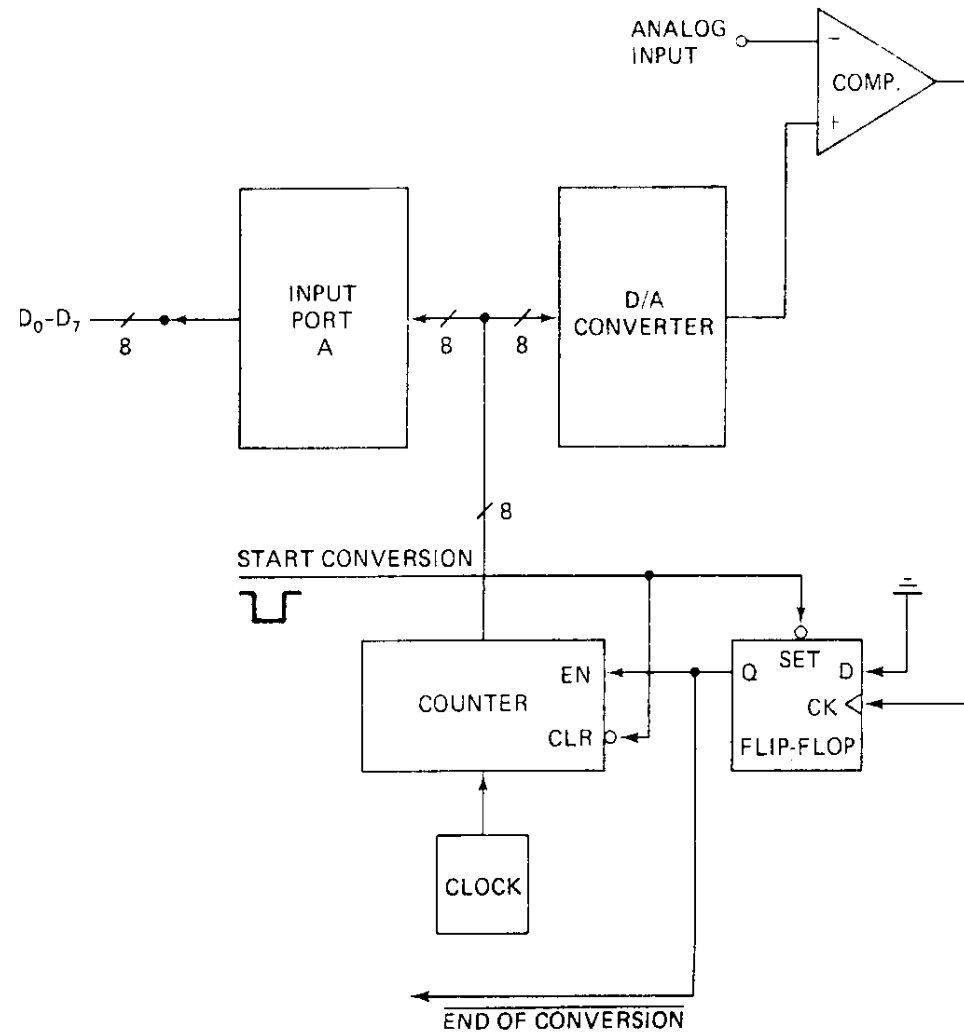 ANALOG
INPUT
−
COMP.
+
INPUT
PORT
A
D/A
CONVERTER
D₀-D₇
8
8
8
8
START CONVERSION
SET
Q
D
EN
COUNTER
CK
CLR
FLIP-FLOP
CLOCK
END OF CONVERSION